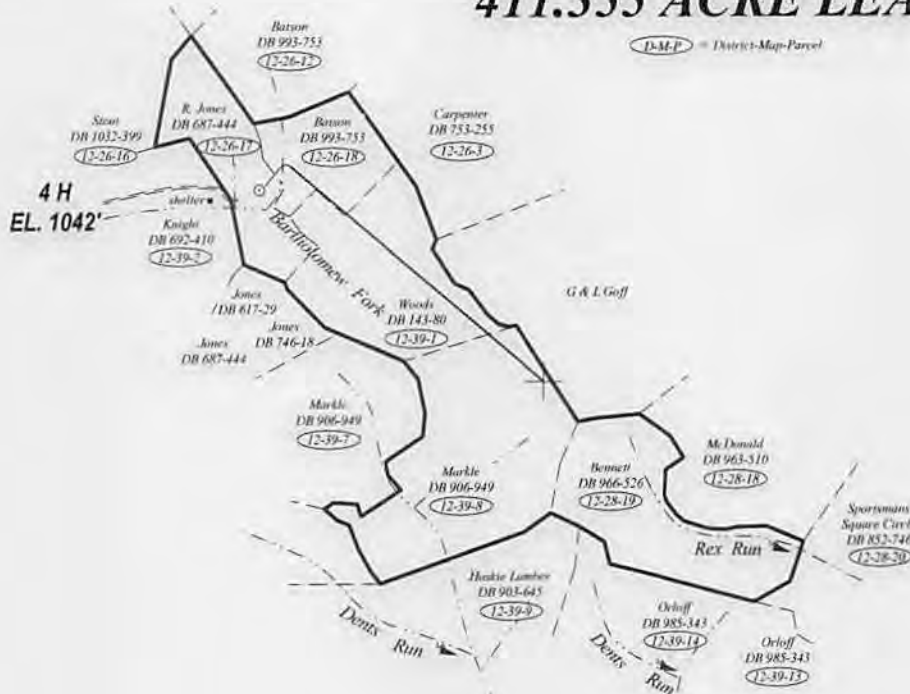 411.555 ACRE LEA
D-M-P = District-Map-Parcel
Batson
DB 993-753
12-26-12
Stout
DB 1032-399
12-26-16
R. Jones
DB 687-444
12-26-17
Batson
DB 993-753
12-26-18
Carpenter
DB 753-255
12-26-3
4 H
EL. 1042'
shelter
Knight
DB 692-410
12-39-2
Bartholomew Fork
Jones
DB 617-29
Jones
DB 746-18
Jones
DB 687-444
Woods
DB 143-80
12-39-1
G & L Goff
Markle
DB 906-949
12-39-7
Markle
DB 906-949
12-39-8
Bennett
DB 966-526
12-28-19
McDonald
DB 963-510
12-28-18
Sportsmans
Square Circl
DB 852-746
12-28-20
Rex Run
Huskie Lumber
DB 903-645
12-39-9
Dents
Run
Dents
Run
Orloff
DB 985-343
12-39-14
Orloff
DB 985-343
12-39-13